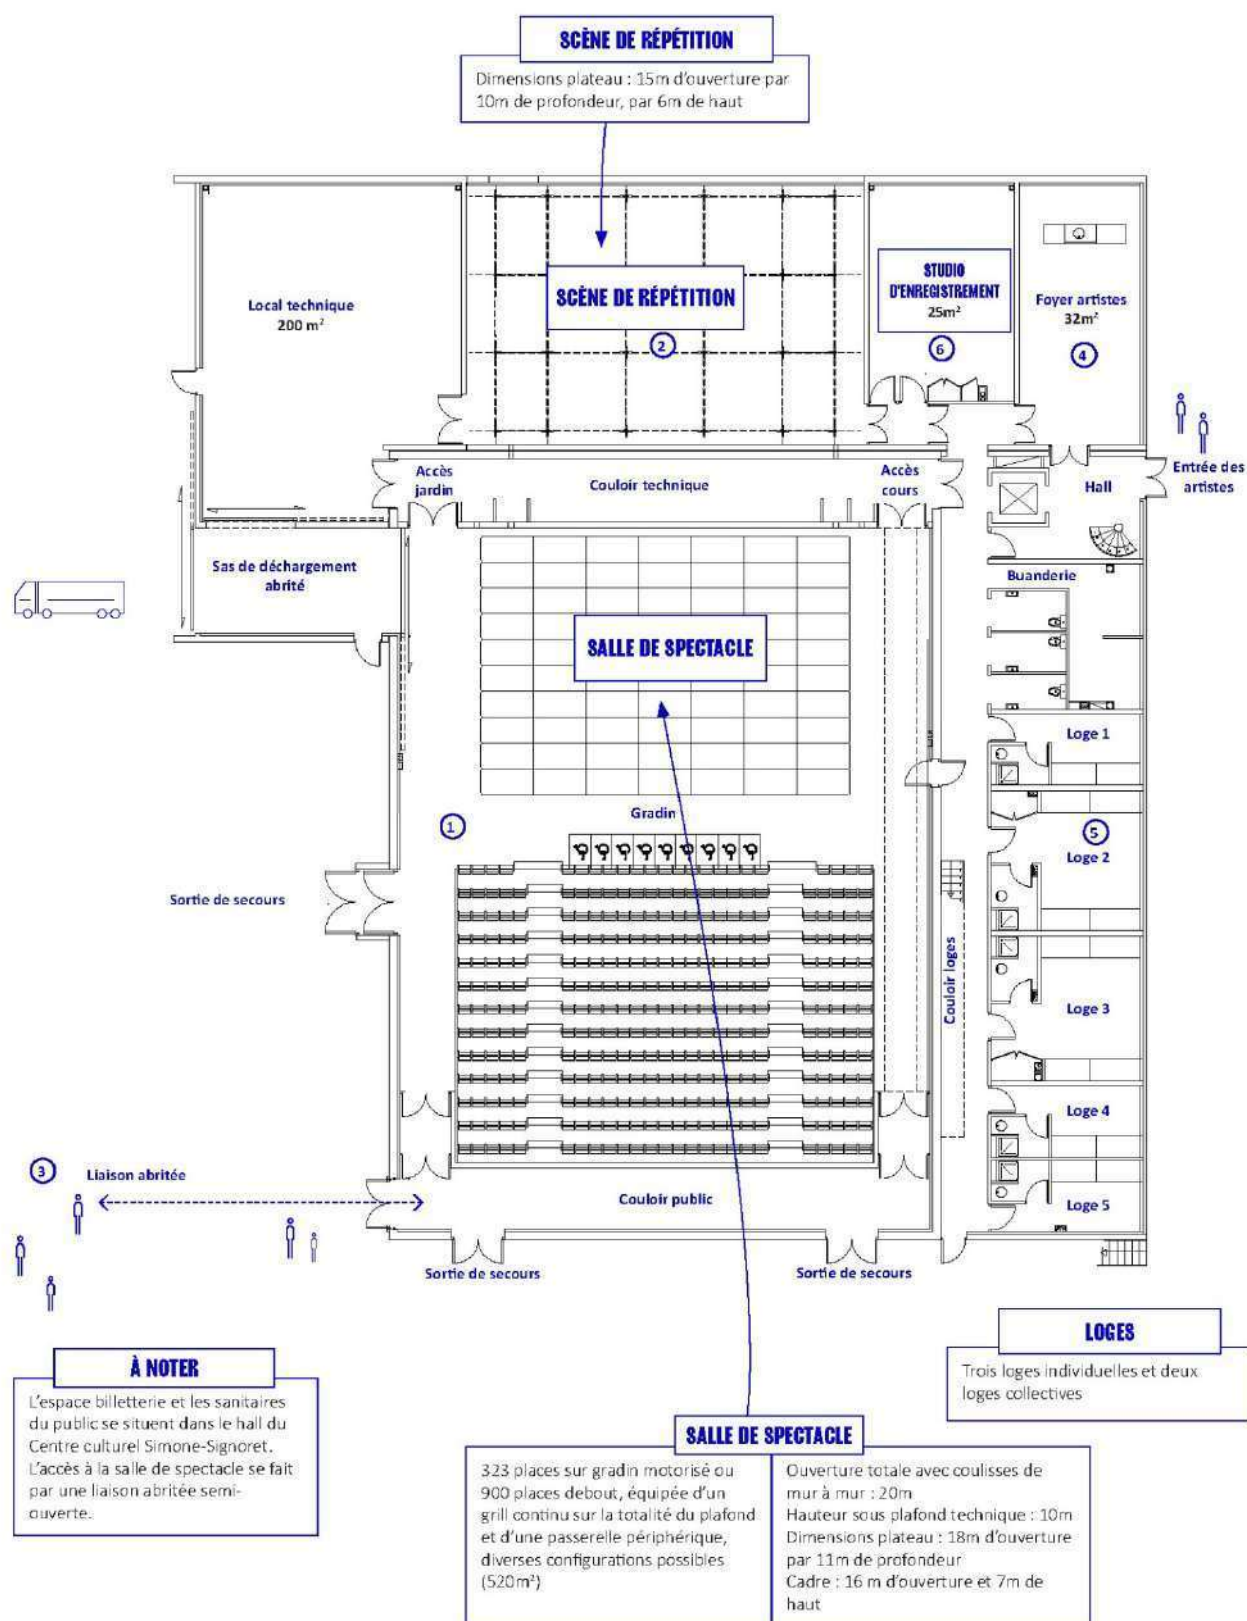 SCÈNE DE RÉPÉTITION
Dimensions plateau : 15m d'ouverture par
10m de profondeur, par 6m de haut
Local technique
200 m²
SCÈNE DE RÉPÉTITION
2
STUDIO
D'ENREGISTREMENT
25m²
6
Foyer artistes
32m²
4
Entrée des
artistes
Accès
jardin
Couloir technique
Accès
cours
Hall
Sas de déchargement
abrité
Buanderie
SALLE DE SPECTACLE
Loge 1
Gradin
1
5
Loge 2
Sortie de secours
Couloir loges
Loge 3
Loge 4
3
Liaison abritée
Couloir public
Loge 5
Sortie de secours
Sortie de secours
À NOTER
L'espace billetterie et les sanitaires
du public se situent dans le hall du
Centre culturel Simone-Signoret.
L'accès à la salle de spectacle se fait
par une liaison abritée semi-
ouverte.
LOGES
Trois loges individuelles et deux
loges collectives
SALLE DE SPECTACLE
323 places sur gradin motorisé ou
900 places debout, équipée d'un
grill continu sur la totalité du plafond
et d'une passerelle périphérique,
diverses configurations possibles
(520m²)
Ouverture totale avec coulisses de
mur à mur : 20m
Hauteur sous plafond technique : 10m
Dimensions plateau : 18m d'ouverture
par 11m de profondeur
Cadre : 16 m d'ouverture et 7m de
haut